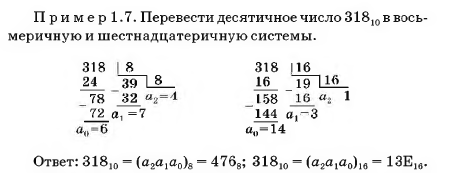 П р и м е р 1.7. Перевести десятичное число 318₁₀ в вось-
меричную и шестнадцатеричную системы.
318 | 8 318 | 16
24 39 | 8 16 19 | 16
–78 –32 a₂=4 –158 –16 a₂ 1
72 a₁=7 144 a₁–3
a₀=6 a₀=14
Ответ: 318₁₀ = (a₂a₁a₀)₈ = 476₈; 318₁₀ = (a₂a₁a₀)₁₆ = 13E₁₆.